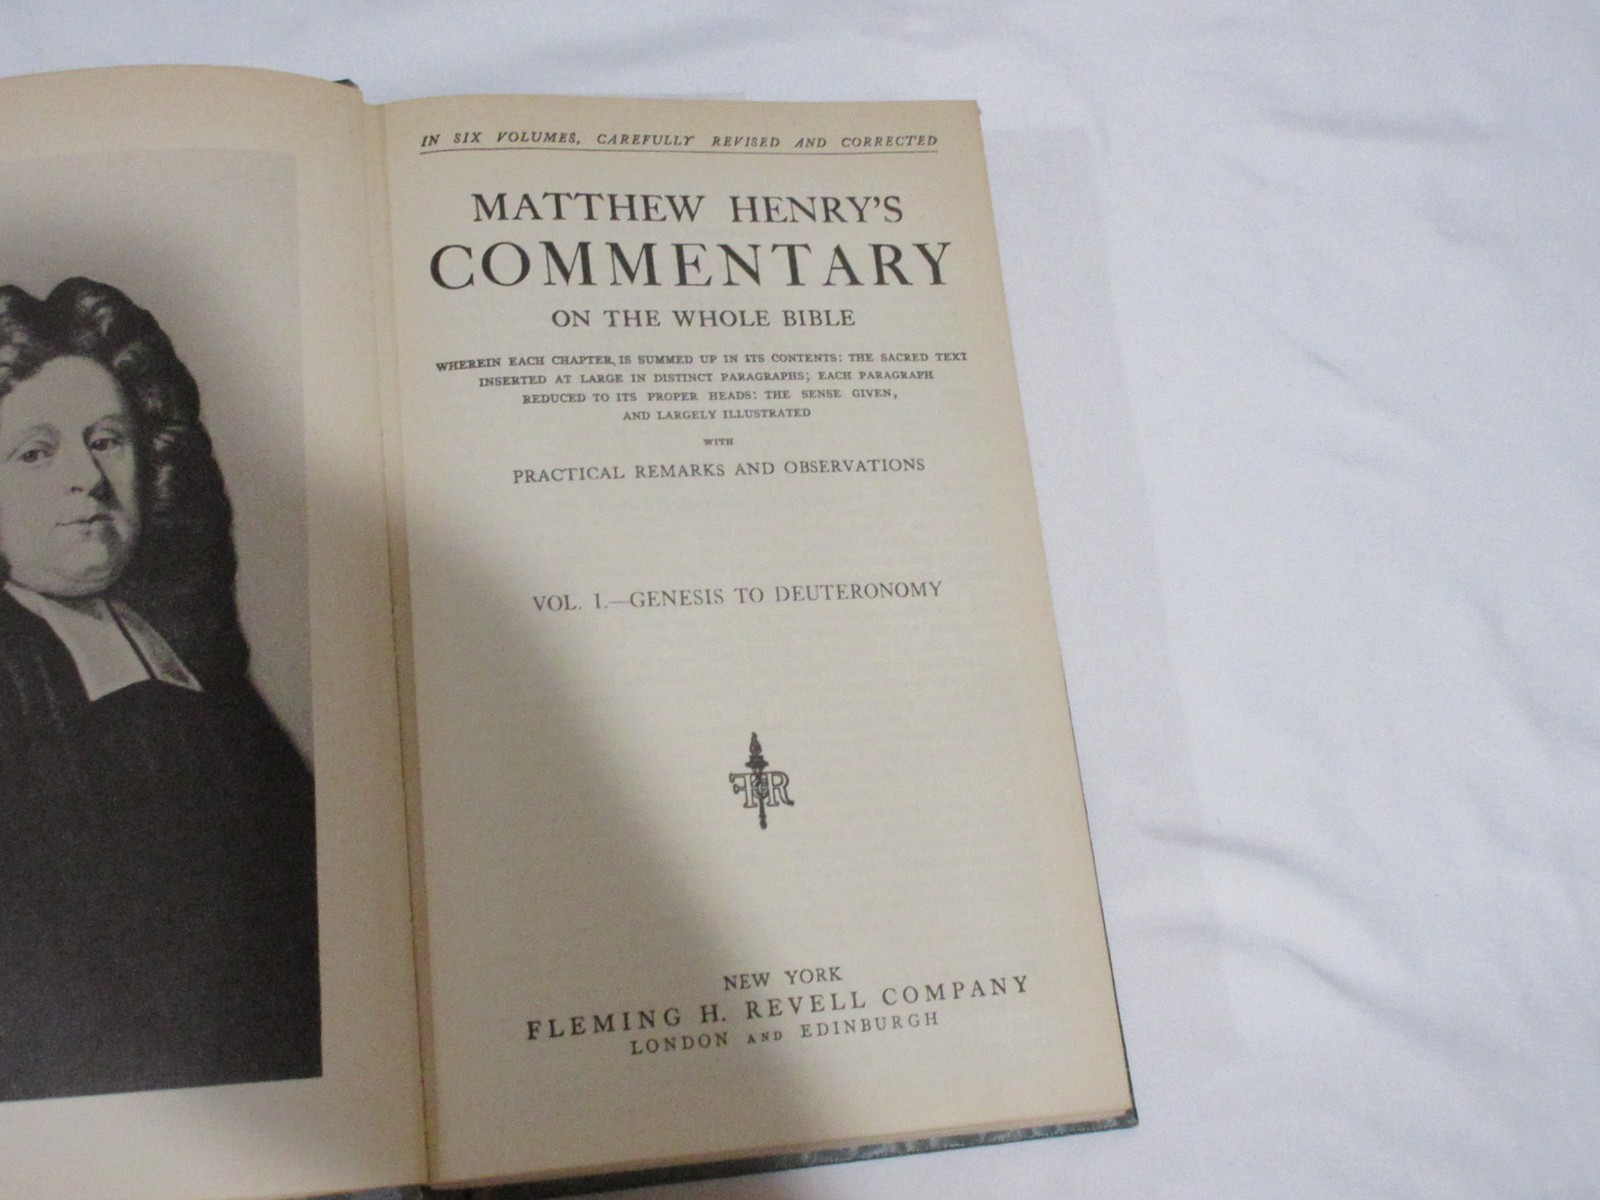 IN SIX VOLUMES, CAREFULLY REVISED AND CORRECTED
MATTHEW HENRY'S
COMMENTARY
ON THE WHOLE BIBLE
WHEREIN EACH CHAPTER, IS SUMMED UP IN ITS CONTENTS: THE SACRED TEXT
INSERTED AT LARGE IN DISTINCT PARAGRAPHS; EACH PARAGRAPH
REDUCED TO ITS PROPER HEADS: THE SENSE GIVEN,
AND LARGELY ILLUSTRATED
WITH
PRACTICAL REMARKS AND OBSERVATIONS
VOL. I.—GENESIS TO DEUTERONOMY
FHR
NEW YORK
FLEMING H. REVELL COMPANY
LONDON AND EDINBURGH